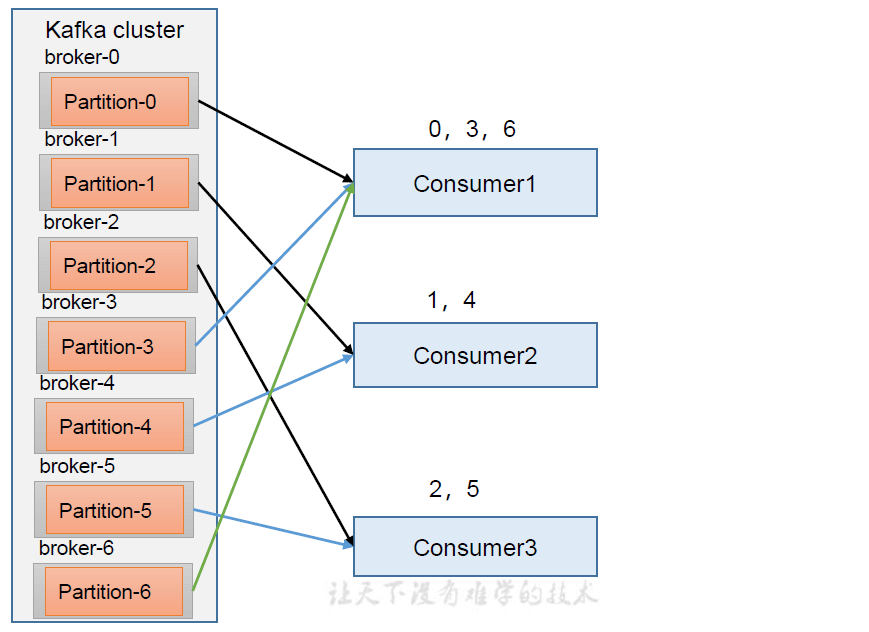 Kafka cluster
broker-0
Partition-0
broker-1
Partition-1
broker-2
Partition-2
broker-3
Partition-3
broker-4
Partition-4
broker-5
Partition-5
broker-6
Partition-6
0，3，6
Consumer1
1，4
Consumer2
2，5
Consumer3
让天下没有难学的技术